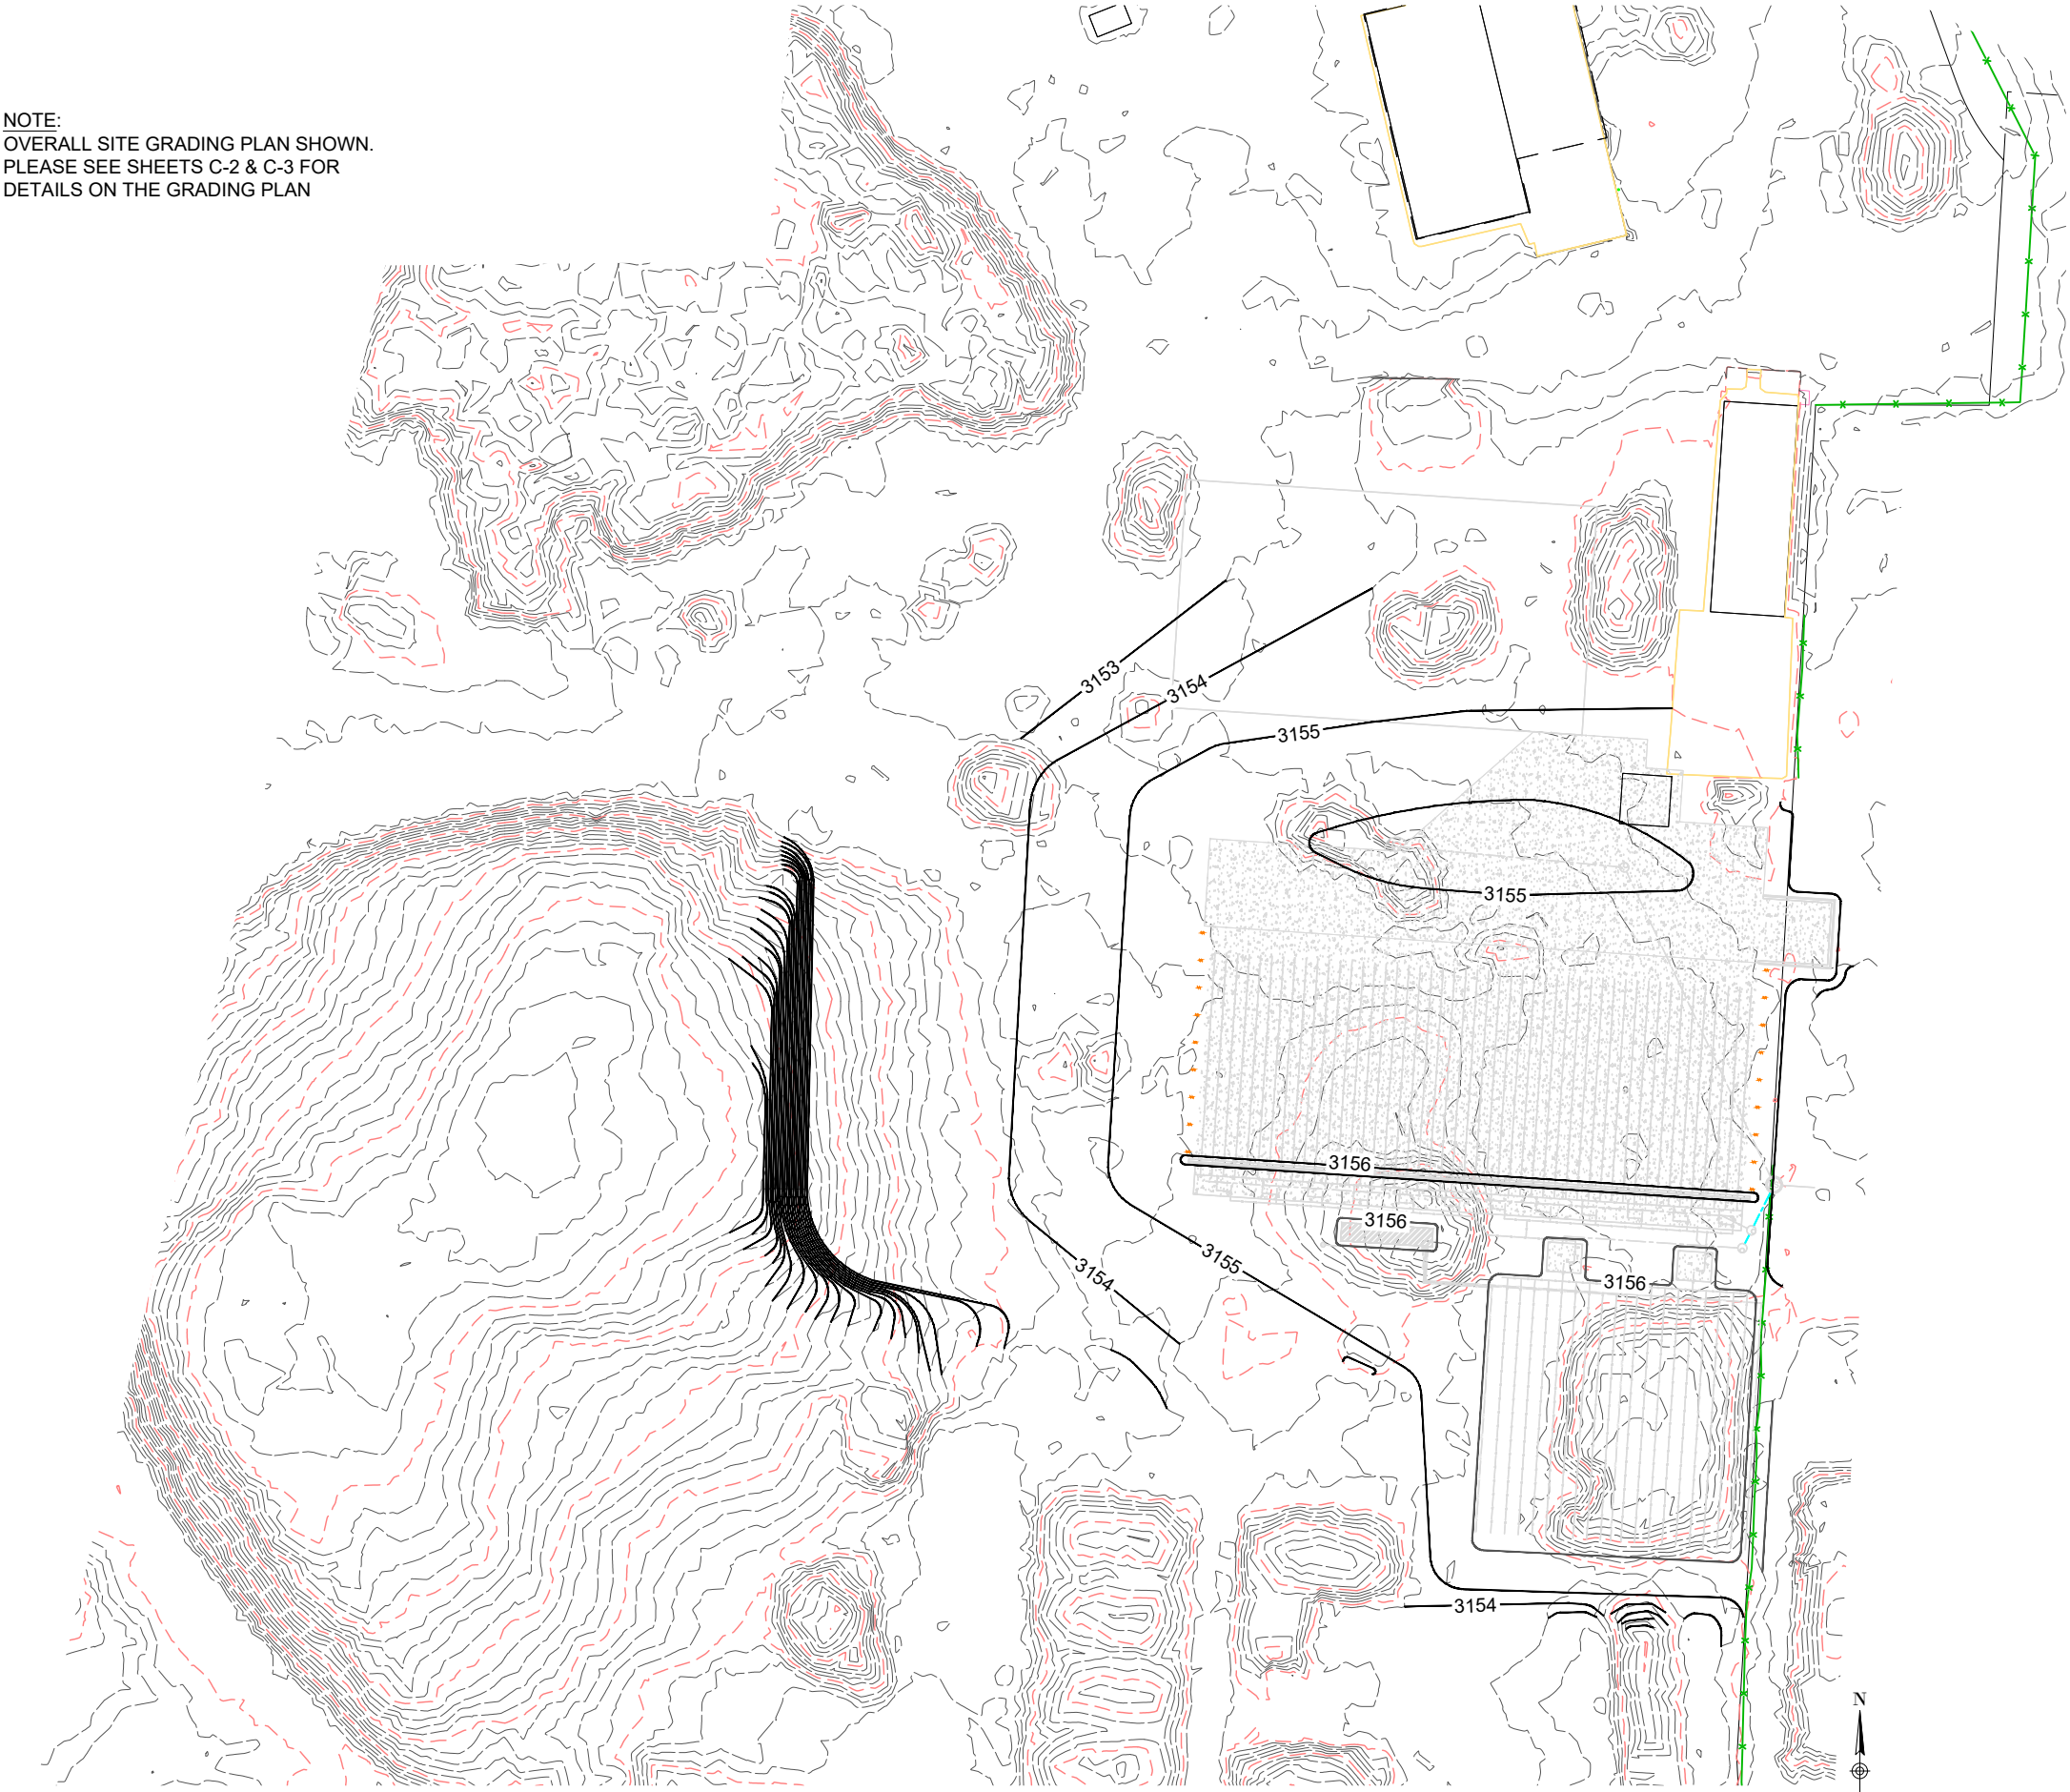 NOTE:
OVERALL SITE GRADING PLAN SHOWN.
PLEASE SEE SHEETS C-2 & C-3 FOR
DETAILS ON THE GRADING PLAN
3153
3154
3155
3155
3156
3156
3155
3154
3156
3154
N